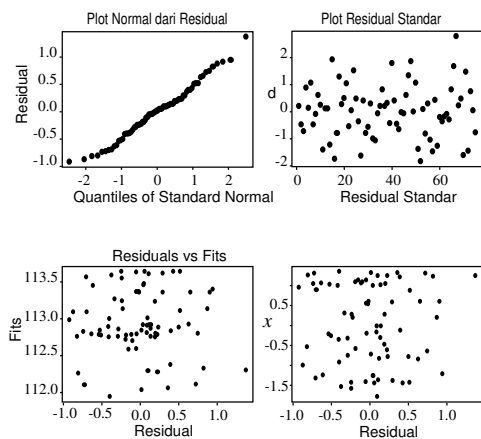 Plot Normal dari Residual
Residual
1.0
0.5
0.0
-0.5
-1.0
-2 -1 0 1 2
Quantiles of Standard Normal
Plot Residual Standar
d
2
1
0
-1
-2
0 20 40 60
Residual Standar
Residuals vs Fits
Fits
113.5
113.0
112.5
112.0
-1.0 -0.5 0.0 0.5 1.0
Residual
x
0.5
-0.5
-1.5
-1.0 -0.5 0.0 0.5 1.0
Residual